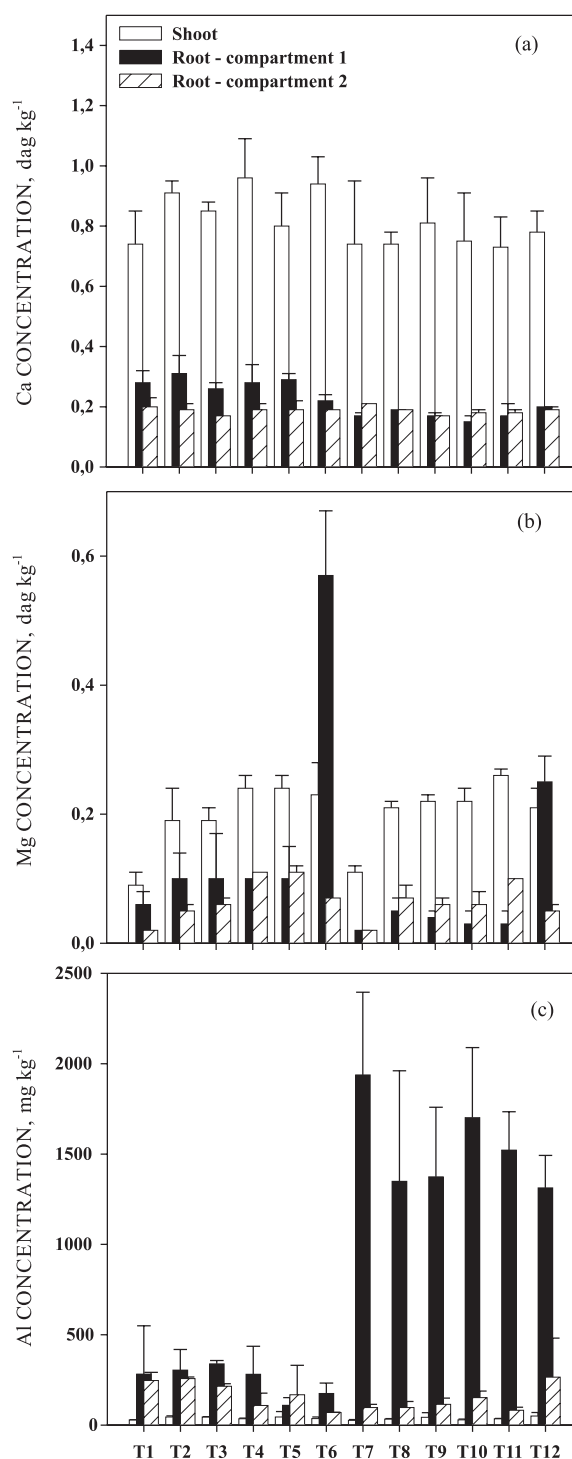 Shoot
Root - compartment 1
Root - compartment 2
(a)
Ca CONCENTRATION, dag kg-1
1,4
1,2
1,0
0,8
0,6
0,4
0,2
0,0
(b)
Mg CONCENTRATION, dag kg-1
0,6
0,4
0,2
0,0
(c)
Al CONCENTRATION, mg kg-1
2500
2000
1500
1000
500
0
T1 T2 T3 T4 T5 T6 T7 T8 T9 T10 T11 T12